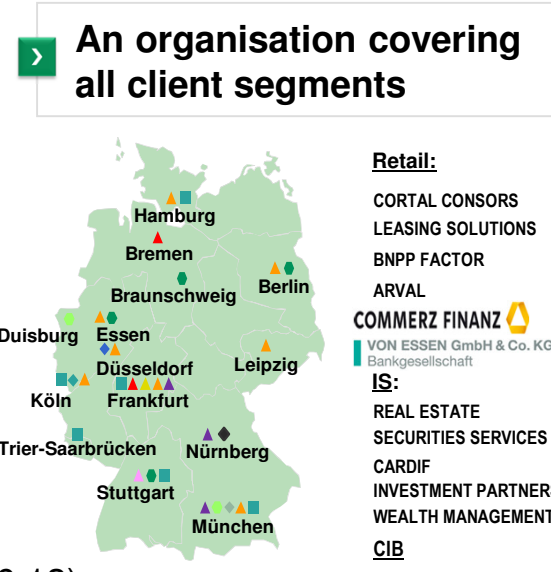 An organisation covering
all client segments
Hamburg
Bremen
Braunschweig
Berlin
Duisburg
Essen
Düsseldorf
Leipzig
Köln
Frankfurt
Trier-Saarbrücken
Nürnberg
Stuttgart
München
Retail:
CORTAL CONSORS
LEASING SOLUTIONS
BNPP FACTOR
ARVAL
COMMERZ FINANZ
VON ESSEN GmbH & Co. KG
Bankgesellschaft
IS:
REAL ESTATE
SECURITIES SERVICES
CARDIF
INVESTMENT PARTNERS
WEALTH MANAGEMENT
CIB